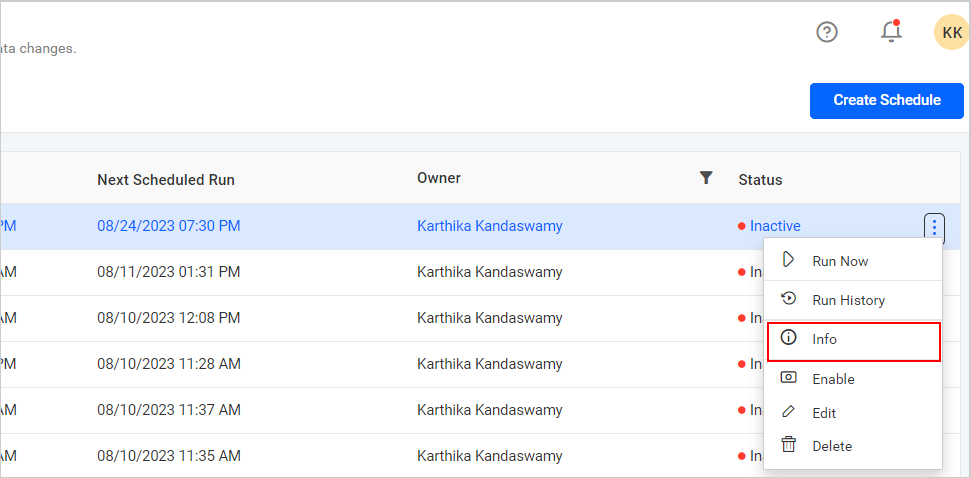 ata changes.
KK
Create Schedule
Next Scheduled Run Owner Status
PM 08/24/2023 07:30 PM Karthika Kandaswamy Inactive
AM 08/11/2023 01:31 PM Karthika Kandaswamy In
AM 08/10/2023 12:08 PM Karthika Kandaswamy In
PM 08/10/2023 11:28 AM Karthika Kandaswamy In
AM 08/10/2023 11:37 AM Karthika Kandaswamy In
AM 08/10/2023 11:35 AM Karthika Kandaswamy In
Run Now
Run History
Info
Enable
Edit
Delete